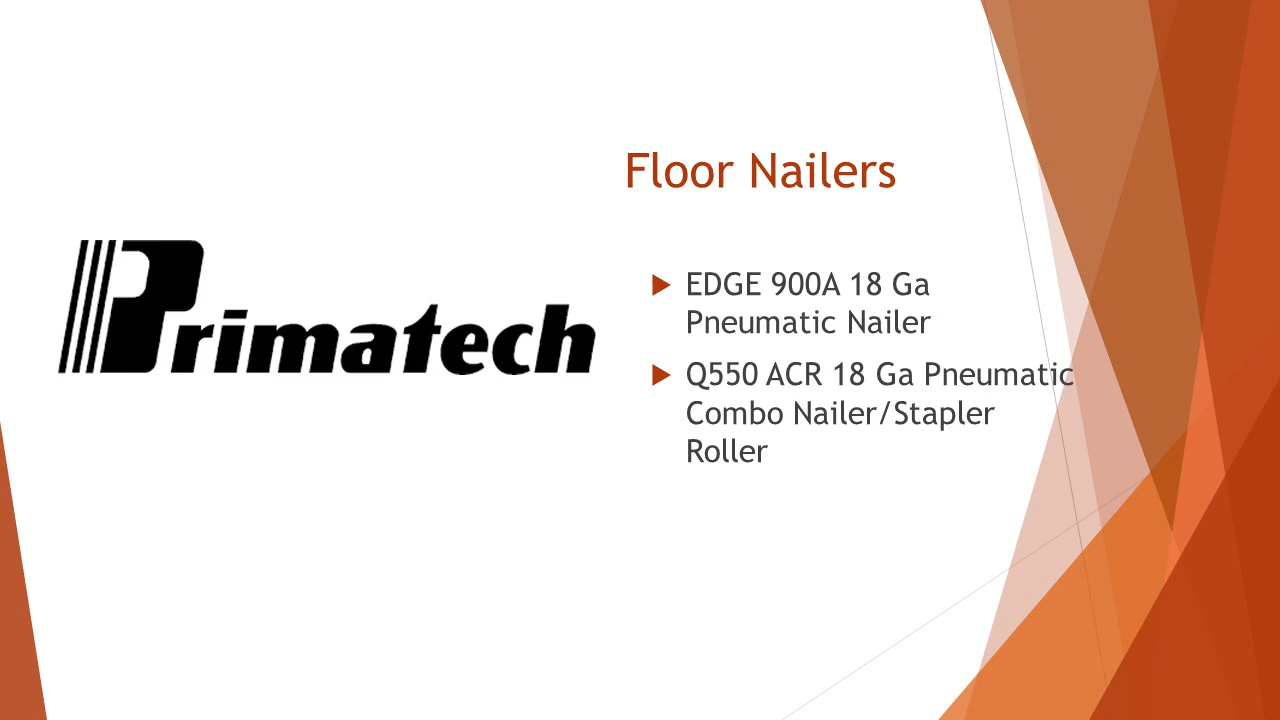 Primatech
Floor Nailers
EDGE 900A 18 Ga
Pneumatic Nailer
Q550 ACR 18 Ga Pneumatic
Combo Nailer/Stapler
Roller